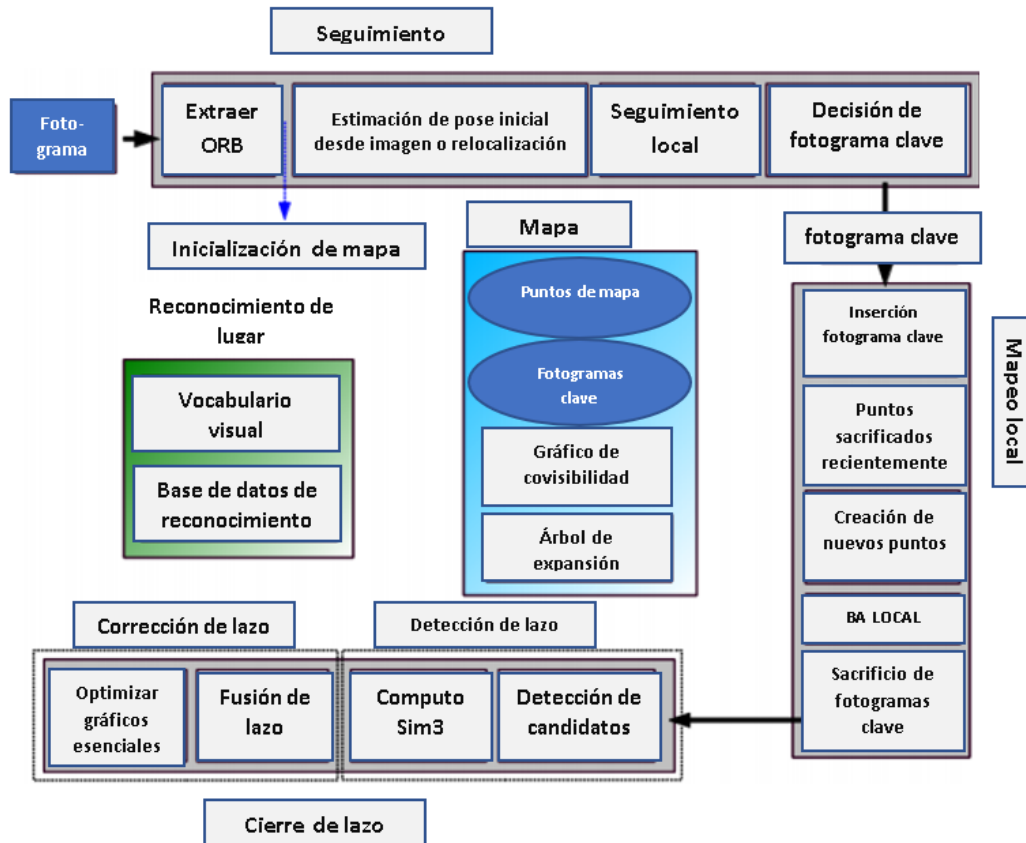 Seguimiento
Foto-
grama
Extraer
ORB
Estimación de pose inicial
desde imagen o relocalización
Seguimiento
local
Decisión de
fotograma clave
Inicialización de mapa
Mapa
fotograma clave
Reconocimiento de
lugar
Vocabulario
visual
Base de datos de
reconocimiento
Puntos de mapa
Fotogramas
clave
Gráfico de
covisibilidad
Árbol de
expansión
Inserción
fotograma clave
Puntos
sacrificados
recientemente
Creación de
nuevos puntos
BA LOCAL
Sacrificio de
fotogramas
clave
Mapeo local
Corrección de lazo
Detección de lazo
Optimizar
gráficos
esenciales
Fusión de
lazo
Computo
Sim3
Detección de
candidatos
Cierre de lazo